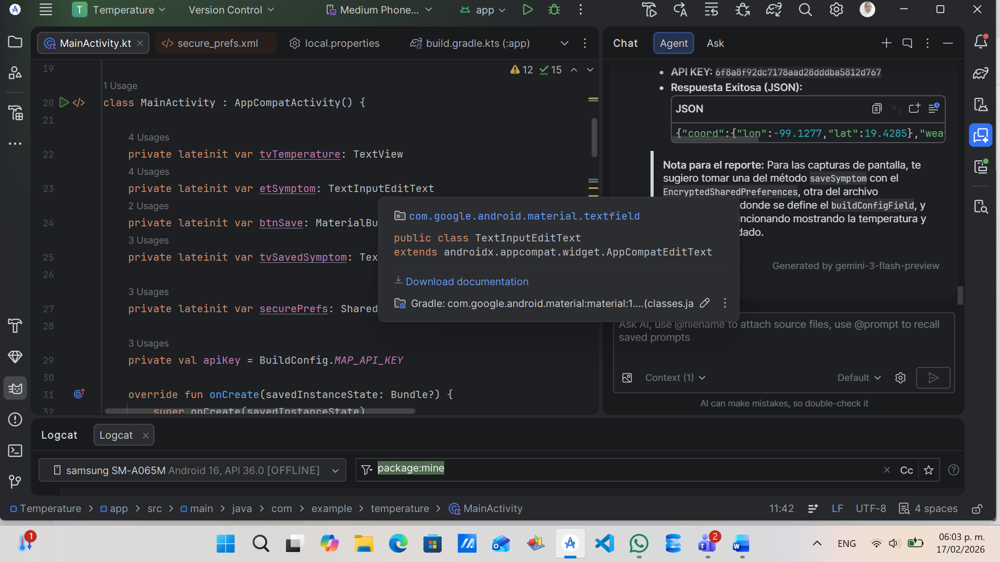 T Temperature
Version Control
Medium Phone...
app
MainActivity.kt
secure_prefs.xml
local.properties
build.gradle.kts (:app)
12 15
19
1 Usage
20 class MainActivity : AppCompatActivity() {
21
4 Usages
22 private lateinit var tvTemperature: TextView
4 Usages
23 private lateinit var etSymptom: TextInputEditText
2 Usages
24 private lateinit var btnSave: MaterialBu
3 Usages
25 private lateinit var tvSavedSymptom: Tex
26
3 Usages
27 private lateinit var securePrefs: Shared
28
3 Usages
29 private val apiKey = BuildConfig.MAP_API_KEY
30
31 override fun onCreate(savedInstanceState: Bundle?) {
32 super.onCreate(savedInstanceState)
com.google.android.material.textfield
public class TextInputEditText
extends androidx.appcompat.widget.AppCompatEditText
Download documentation
Gradle: com.google.android.material:material:1....(classes.ja
Chat
Agent
Ask
• API KEY: 6f8a8f92dc7178aad28dddba5812d767
• Respuesta Exitosa (JSON):
JSON
{"coord":{"lon":-99.1277,"lat":19.4285},"wea
Nota para el reporte: Para las capturas de pantalla, te
sugiero tomar una del método saveSymptom con el
EncryptedSharedPreferences, otra del archivo
donde se define el buildConfigField, y
ncionando mostrando la temperatura y
dado.
Generated by gemini-3-flash-preview
Ask AI, use @filename to attach source files, use @prompt to recall
saved prompts
Context (1)
Default
AI can make mistakes, so double-check it
Logcat
Logcat
samsung SM-A065M Android 16, API 36.0 [OFFLINE]
package:mine
Cc
Temperature > app > src > main > java > com > example > temperature > MainActivity
11:42
LF
UTF-8
4 spaces
1
2
ENG
06:03 p. m.
17/02/2026